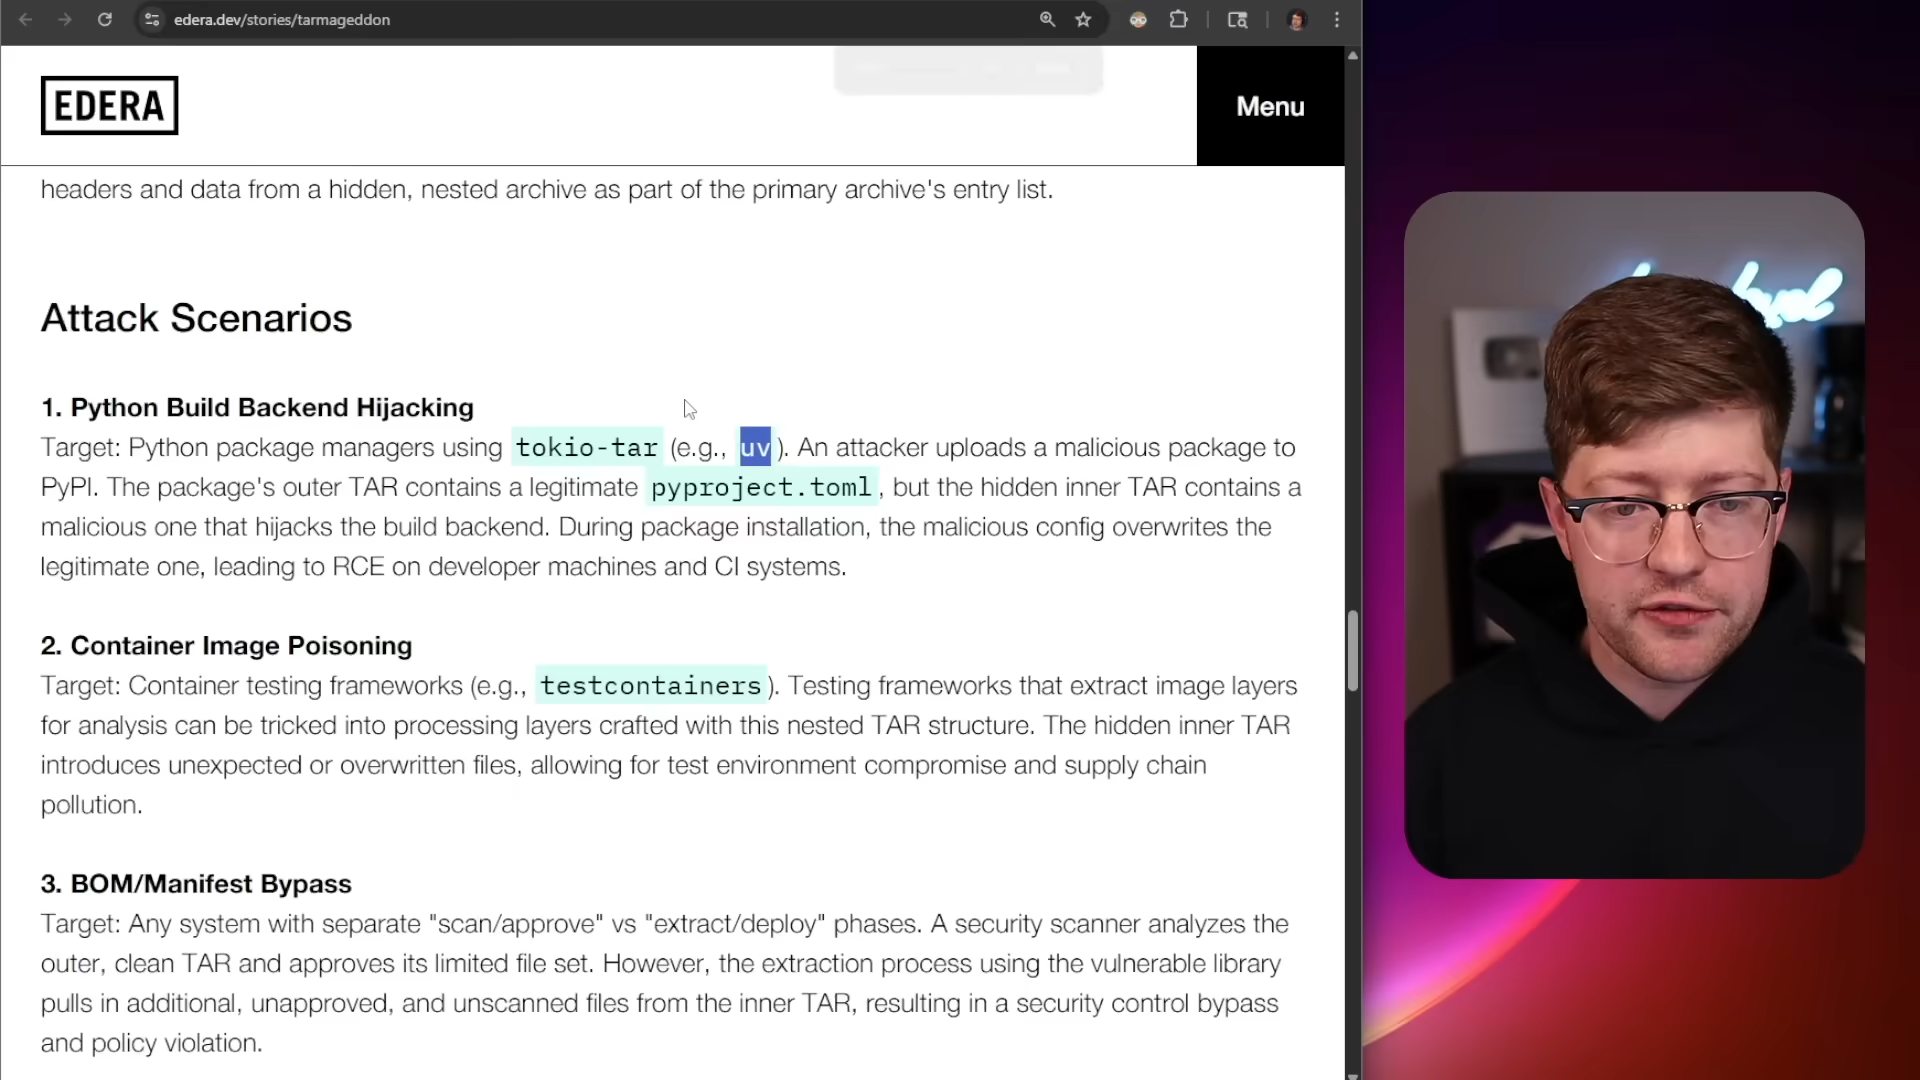 edera.dev/stories/tarmageddon
EDERA
Menu
headers and data from a hidden, nested archive as part of the primary archive's entry list.
Attack Scenarios
1. Python Build Backend Hijacking
Target: Python package managers using tokio-tar (e.g., uv ). An attacker uploads a malicious package to
PyPI. The package's outer TAR contains a legitimate pyproject.toml , but the hidden inner TAR contains a
malicious one that hijacks the build backend. During package installation, the malicious config overwrites the
legitimate one, leading to RCE on developer machines and CI systems.
2. Container Image Poisoning
Target: Container testing frameworks (e.g., testcontainers ). Testing frameworks that extract image layers
for analysis can be tricked into processing layers crafted with this nested TAR structure. The hidden inner TAR
introduces unexpected or overwritten files, allowing for test environment compromise and supply chain
pollution.
3. BOM/Manifest Bypass
Target: Any system with separate "scan/approve" vs "extract/deploy" phases. A security scanner analyzes the
outer, clean TAR and approves its limited file set. However, the extraction process using the vulnerable library
pulls in additional, unapproved, and unscanned files from the inner TAR, resulting in a security control bypass
and policy violation.